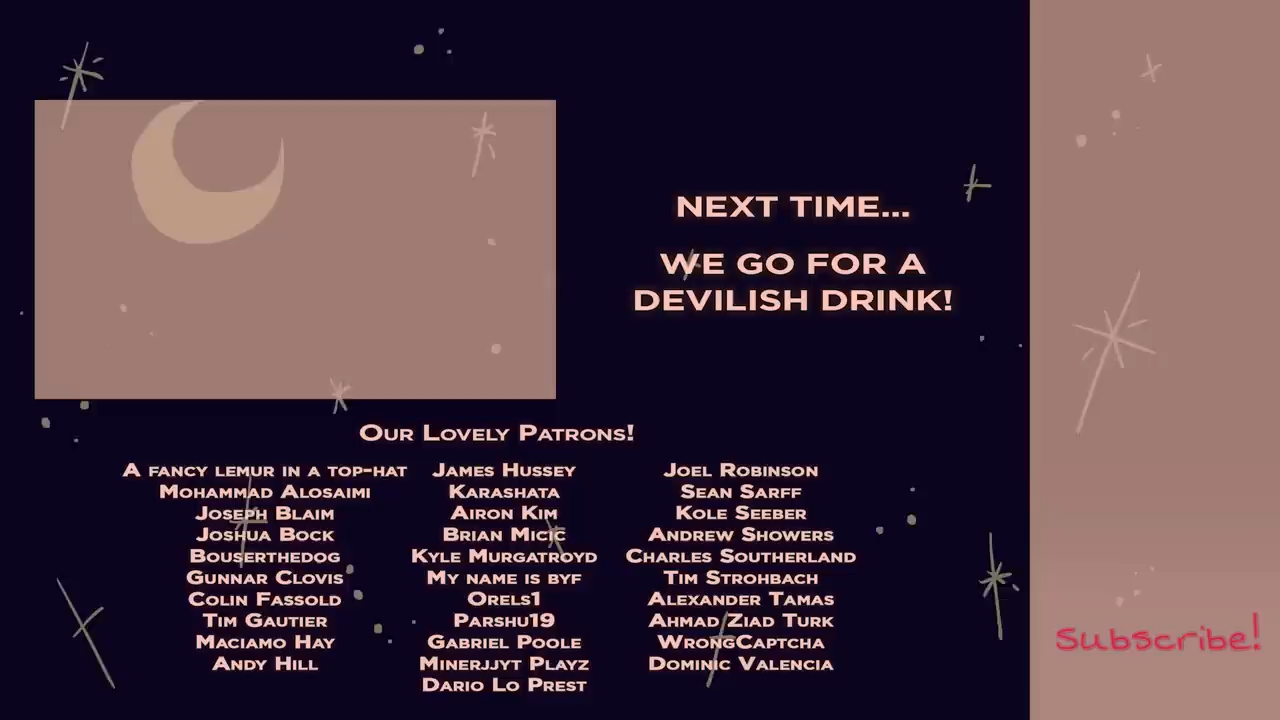 NEXT TIME...
WE GO FOR A
DEVILISH DRINK!
OUR LOVELY PATRONS!
A FANCY LEMUR IN A TOP-HAT
MOHAMMAD ALOSAIMI
JOSEPH BLAIM
JOSHUA BOCK
BOUSERTHEDOG
GUNNAR CLOVIS
COLIN FASSOLD
TIM GAUTIER
MACIAMO HAY
ANDY HILL
JAMES HUSSEY
KARASHATA
AIRON KIM
BRIAN MICIC
KYLE MURGATROYD
MY NAME IS BYF
ORELS1
PARSHU19
GABRIEL POOLE
MINERJJYT PLAYZ
DARIO LO PREST
JOEL ROBINSON
SEAN SARFF
KOLE SEEBER
ANDREW SHOWERS
CHARLES SOUTHERLAND
TIM STROHBACH
ALEXANDER TAMAS
AHMAD ZIAD TURK
WRONGCAPTCHA
DOMINIC VALENCIA
Subscribe!